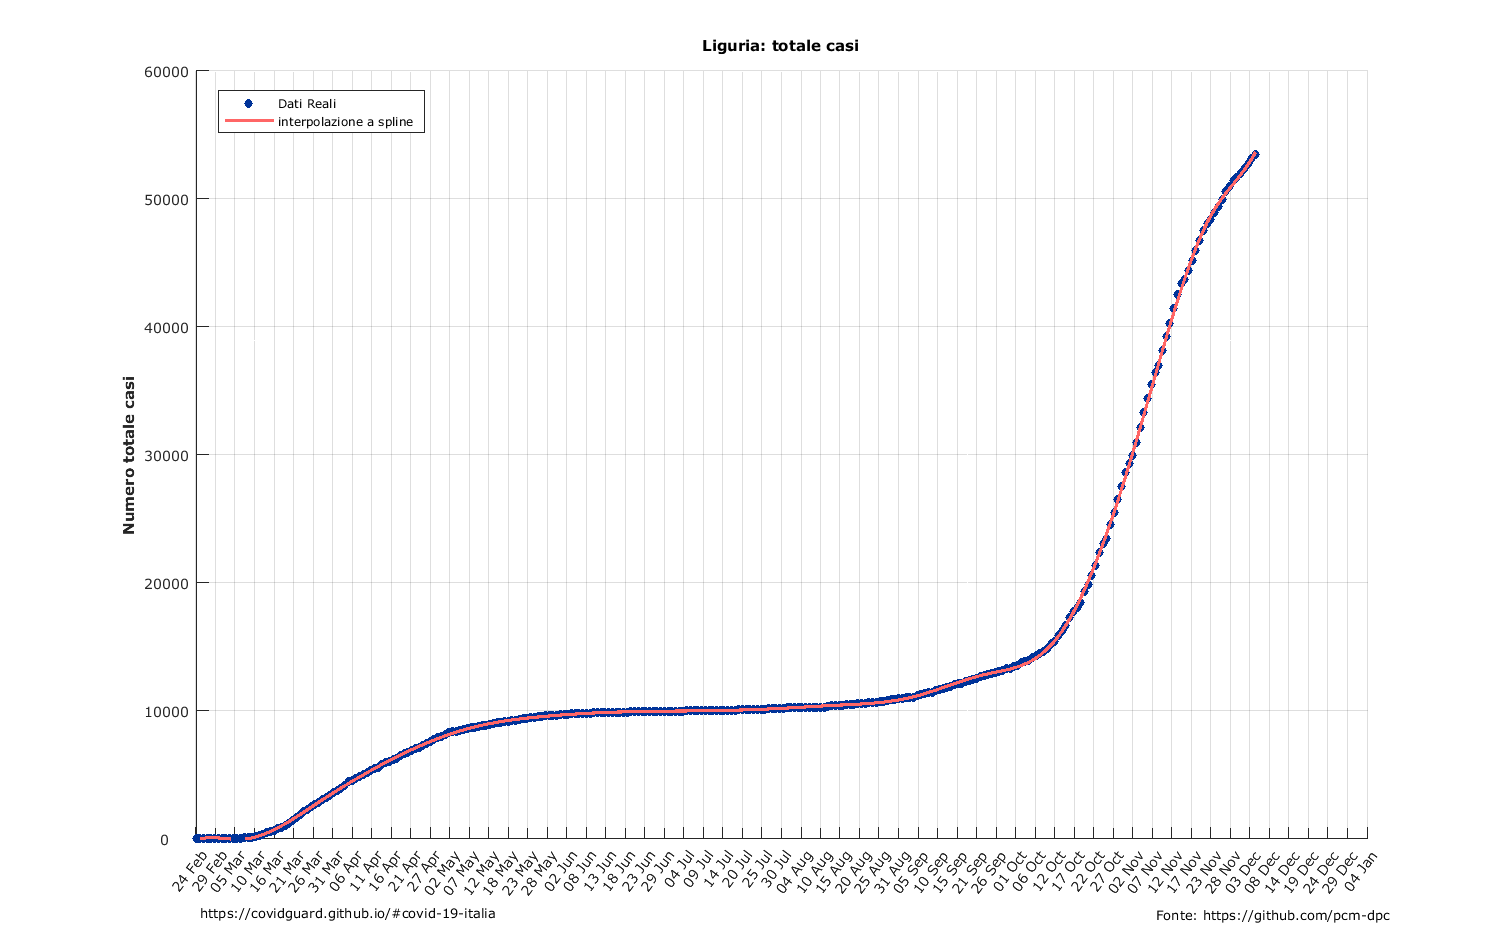 Liguria: totale casi
60000
50000
40000
30000
20000
10000
0
Numero totale casi
Dati Reali
interpolazione a spline
24 Feb
29 Feb
05 Mar
10 Mar
16 Mar
21 Mar
26 Mar
31 Mar
06 Apr
11 Apr
16 Apr
21 Apr
27 Apr
02 May
07 May
12 May
18 May
23 May
28 May
02 Jun
08 Jun
13 Jun
18 Jun
23 Jun
29 Jun
04 Jul
09 Jul
14 Jul
20 Jul
25 Jul
30 Jul
04 Aug
10 Aug
15 Aug
20 Aug
25 Aug
31 Aug
05 Sep
10 Sep
15 Sep
21 Sep
26 Sep
01 Oct
06 Oct
12 Oct
17 Oct
22 Oct
27 Oct
02 Nov
07 Nov
12 Nov
17 Nov
23 Nov
28 Nov
03 Dec
08 Dec
14 Dec
19 Dec
24 Dec
29 Dec
04 Jan
https://covidguard.github.io/#covid-19-italia
Fonte: https://github.com/pcm-dpc